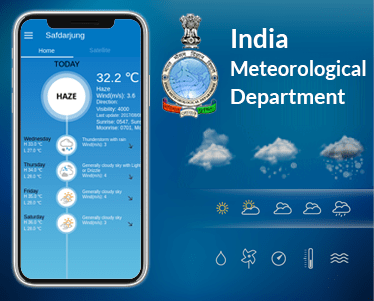 Safdarjung
Home
Satellite
TODAY
HAZE
32.2 °C
Haze
Wind(m/s): 3.6
Direction:
Visibility: 4000
Sunrise: 0547, Sun
Moonrise: 0701, Mo
Wednesday
Thunderstorm with rain
Wind(m/s): 3
Thursday
Generally cloudy sky with Light
or Drizzle
Wind(m/s): 4
Friday
Generally cloudy sky
Wind(m/s): 4
Saturday
Generally cloudy sky
Wind(m/s): 3
India
Meteorological
Department